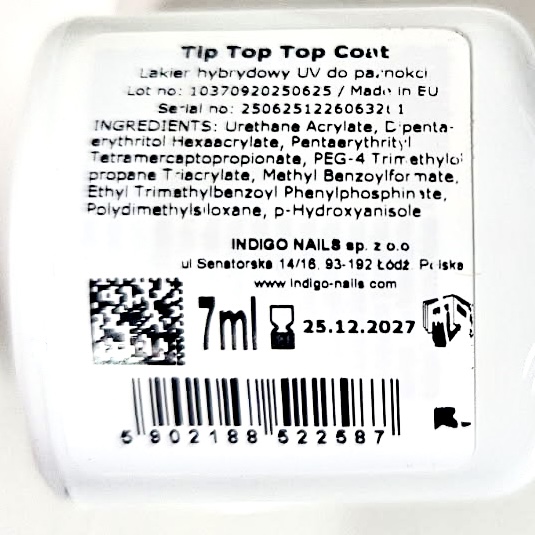 Tip Top Top Coat
Lakier hybrydowy UV do paznokci
Lot no: 10370920250625 / Made in EU
Serial no:
INGREDIENTS: Urethane Acrylate, Dipenta-
erythritol Hexaacrylate, Pentaerythrityl
Tetramercaptopropionate, PEG-4 Trimethylol
propane Triacrylate, Methyl Benzoylformate,
Ethyl Trimethylbenzoyl Phenylphosphinate,
Polydimethylsiloxane, p-Hydroxyanisole
INDIGO NAILS sp. z o.o
ul Senatorska 14/16, 93-192 Łódź, Polska
www.indigo-nails.com
7ml 25.12.2027
5 902188 522587